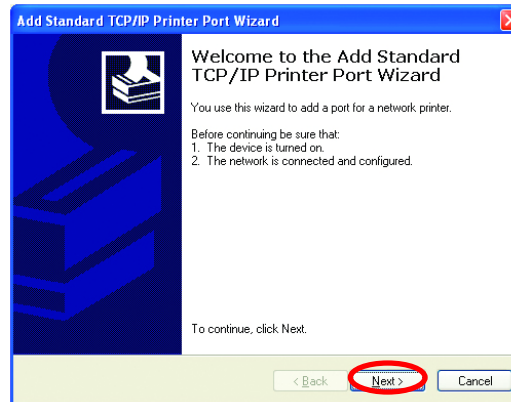 Add Standard TCP/IP Printer Port Wizard
Welcome to the Add Standard
TCP/IP Printer Port Wizard
You use this wizard to add a port for a network printer.
Before continuing be sure that:
1. The device is turned on.
2. The network is connected and configured.
To continue, click Next.
< Back Next > Cancel